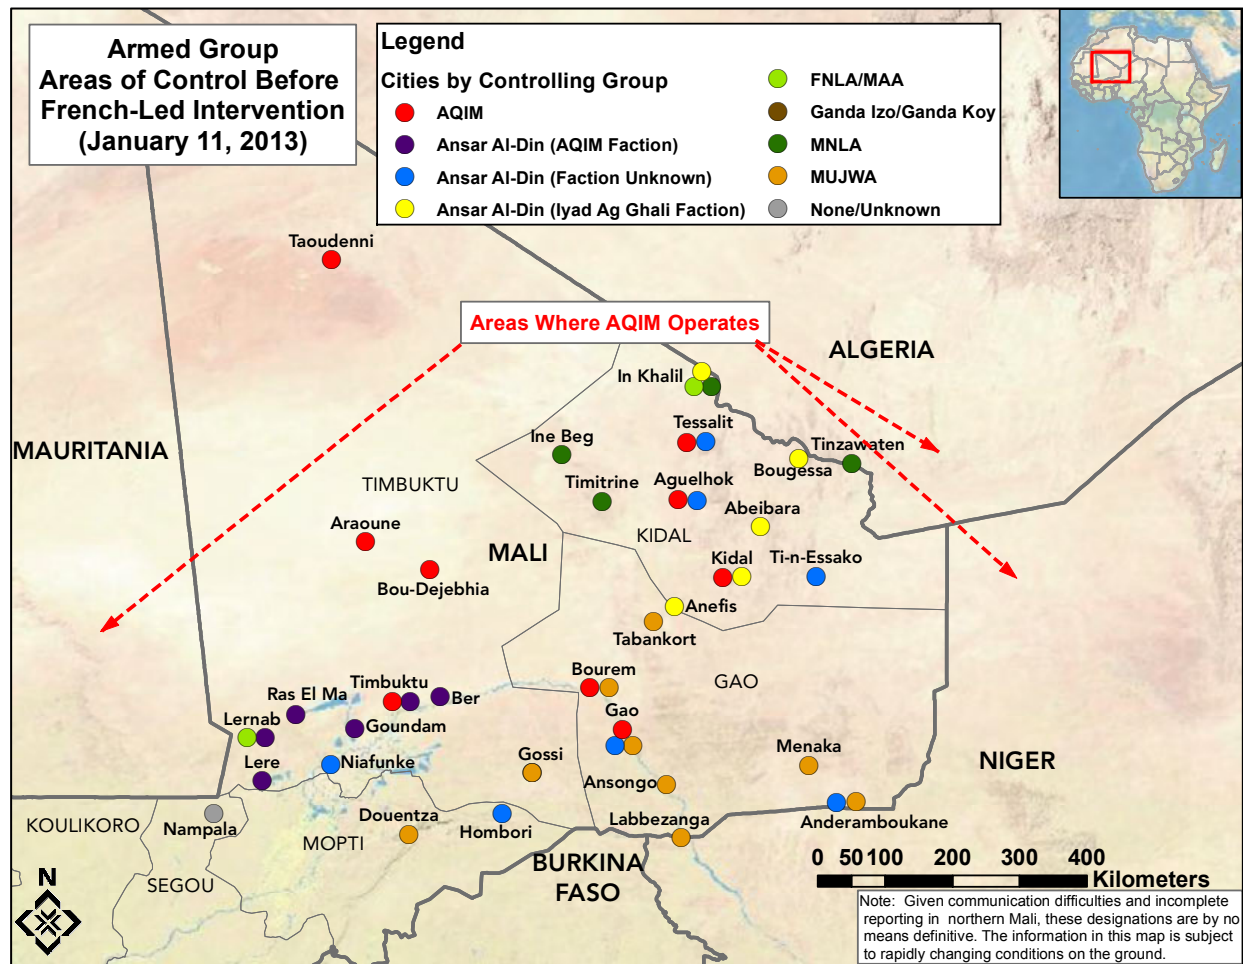 Armed Group
Areas of Control Before
French-Led Intervention
(January 11, 2013)
Legend
Cities by Controlling Group
AQIM
Ansar Al-Din (AQIM Faction)
Ansar Al-Din (Faction Unknown)
Ansar Al-Din (Iyad Ag Ghali Faction)
FNLA/MAA
Ganda Izo/Ganda Koy
MNLA
MUJWA
None/Unknown
Taoudenni
Areas Where AQIM Operates
ALGERIA
In Khalil
Tessalit
Ine Beg
Tinzawaten
MAURITANIA
Bougessa
Timitrine
Aguelhok
TIMBUKTU
Abeibara
Araoune
KIDAL
MALI
Kidal
Ti-n-Essako
Bou-Dejebhia
Anefis
Tabankort
Bourem
GAO
Timbuktu
Ber
Ras El Ma
Gao
Lernab
Goundam
Menaka
Gossi
NIGER
Lere
Niafunke
Ansongo
Douentza
Labbezanga
Anderamboukane
KOULIKORO
Nampala
Hombori
MOPTI
BURKINA
FASO
SEGOU
0 50 100 200 300 400
Kilometers
N
Note: Given communication difficulties and incomplete
reporting in northern Mali, these designations are by no
means definitive. The information in this map is subject
to rapidly changing conditions on the ground.